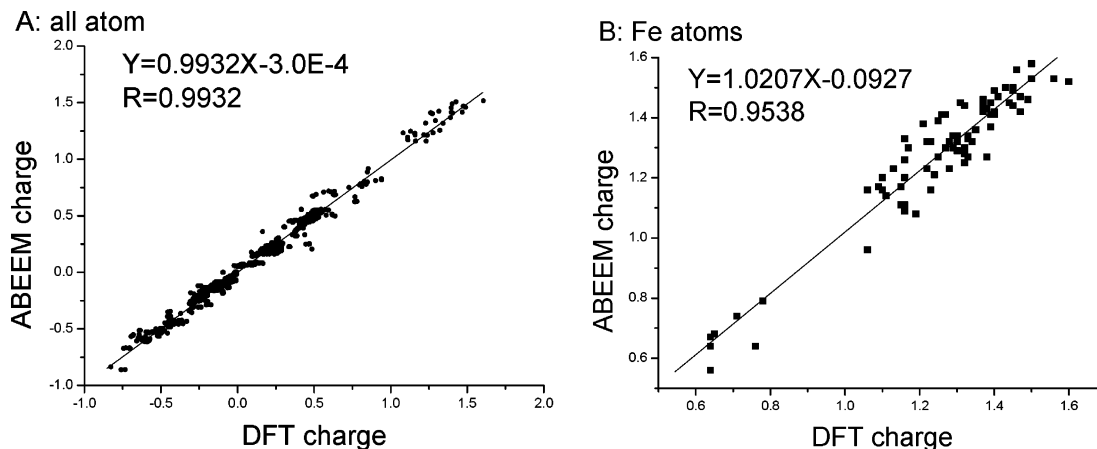 A: all atom
Y=0.9932X-3.0E-4
R=0.9932
2.0
1.5
1.0
0.5
0.0
-0.5
-1.0
ABEEM charge
-1.0 -0.5 0.0 0.5 1.0 1.5 2.0
DFT charge
B: Fe atoms
Y=1.0207X-0.0927
R=0.9538
1.6
1.4
1.2
1.0
0.8
0.6
ABEEM charge
0.6 0.8 1.0 1.2 1.4 1.6
DFT charge